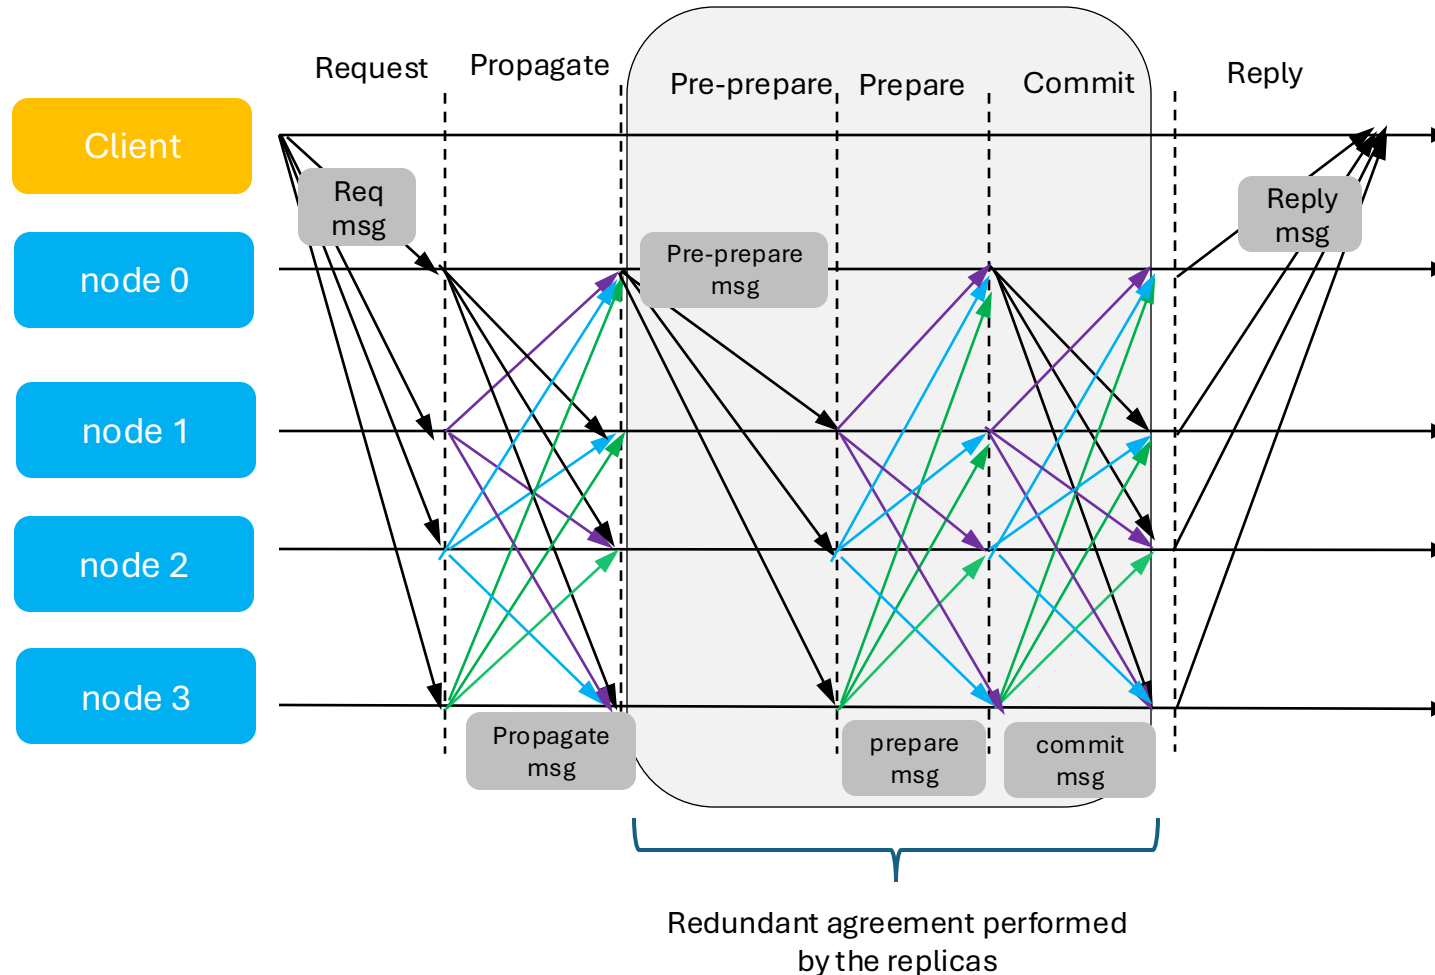 Request
Propagate
Pre-prepare
Prepare
Commit
Reply
Client
Req
msg
Reply
msg
node 0
Pre-prepare
msg
node 1
node 2
node 3
Propagate
msg
prepare
msg
commit
msg
Redundant agreement performed
by the replicas